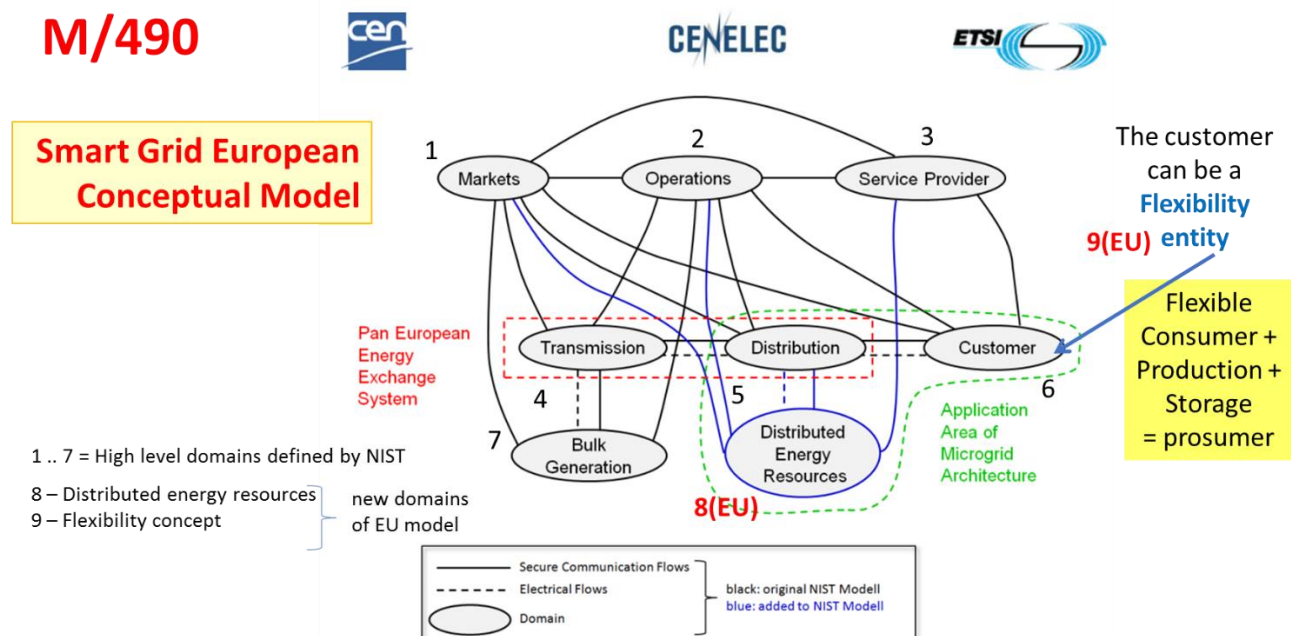 M/490
cen
CENELEC
ETSI
Smart Grid European
Conceptual Model
1
2
3
Markets
Operations
Service Provider
The customer
can be a
Flexibility
entity
9(EU)
Flexible
Consumer +
Production +
Storage
= prosumer
Pan European
Energy
Exchange
System
Transmission
Distribution
Customer
4
5
6
7
Bulk
Generation
Distributed
Energy
Resources
8(EU)
Application
Area of
Microgrid
Architecture
1 .. 7 = High level domains defined by NIST
8 – Distributed energy resources
9 – Flexibility concept
new domains
of EU model
Secure Communication Flows
Electrical Flows
Domain
black: original NIST Modell
blue: added to NIST Modell